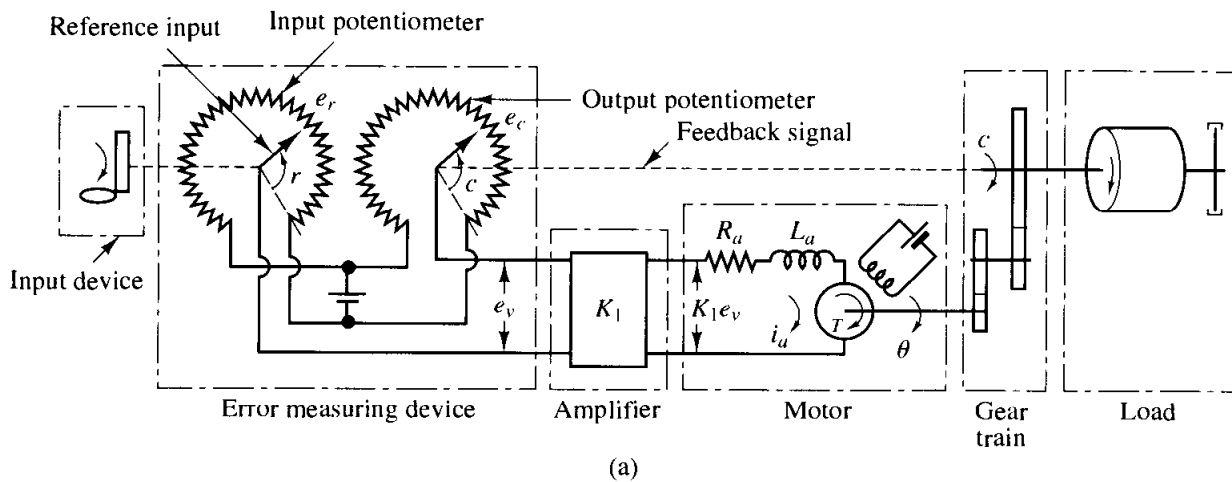 Reference input
Input potentiometer
e_r
r
Output potentiometer
e_c
c
Feedback signal
c
Input device
e_v
K_1
K_1e_v
R_a
L_a
i_a
T
θ
Error measuring device
Amplifier
Motor
Gear
train
Load
(a)